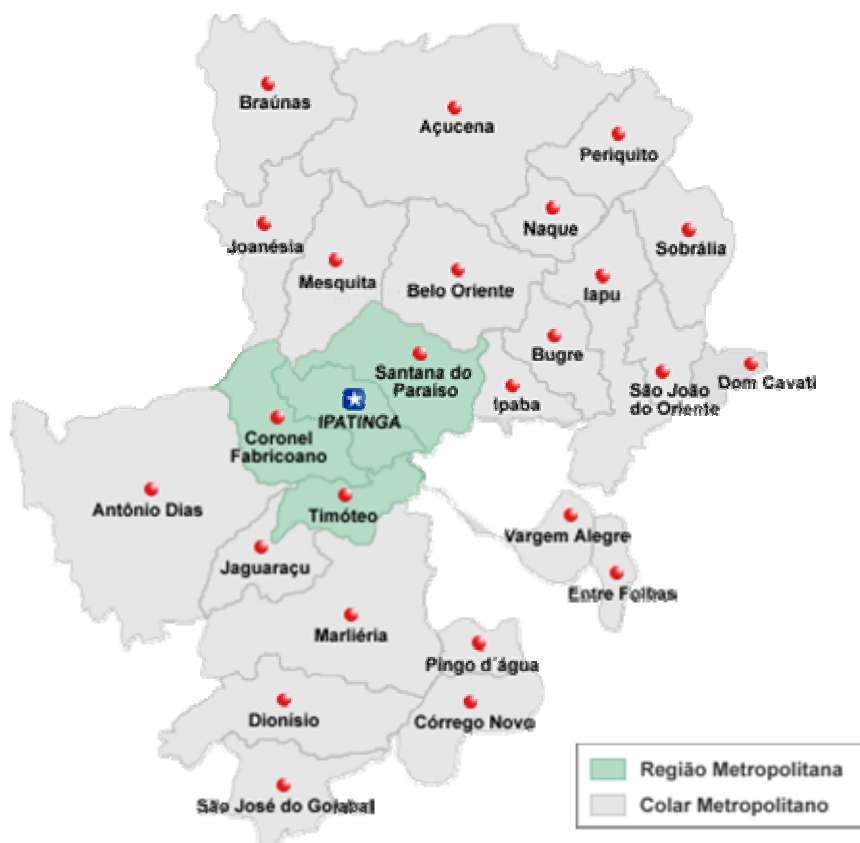 Braúnas
Açucena
Periquito
Naque
Joanésia
Sobrália
Mesquita
Belo Oriente
Iapu
Bugre
Santana do
Paraíso
Dom Cavati
São João
do Oriente
Ipaba
IPATINGA
Coronel
Fabricoano
Antônio Dias
Timóteo
Vargem Alegre
Jaguaraçu
Entre Folhas
Marliéria
Pingo d´água
Dionísio
Córrego Novo
Região Metropolitana
Colar Metropolitano
São José do Goiabal